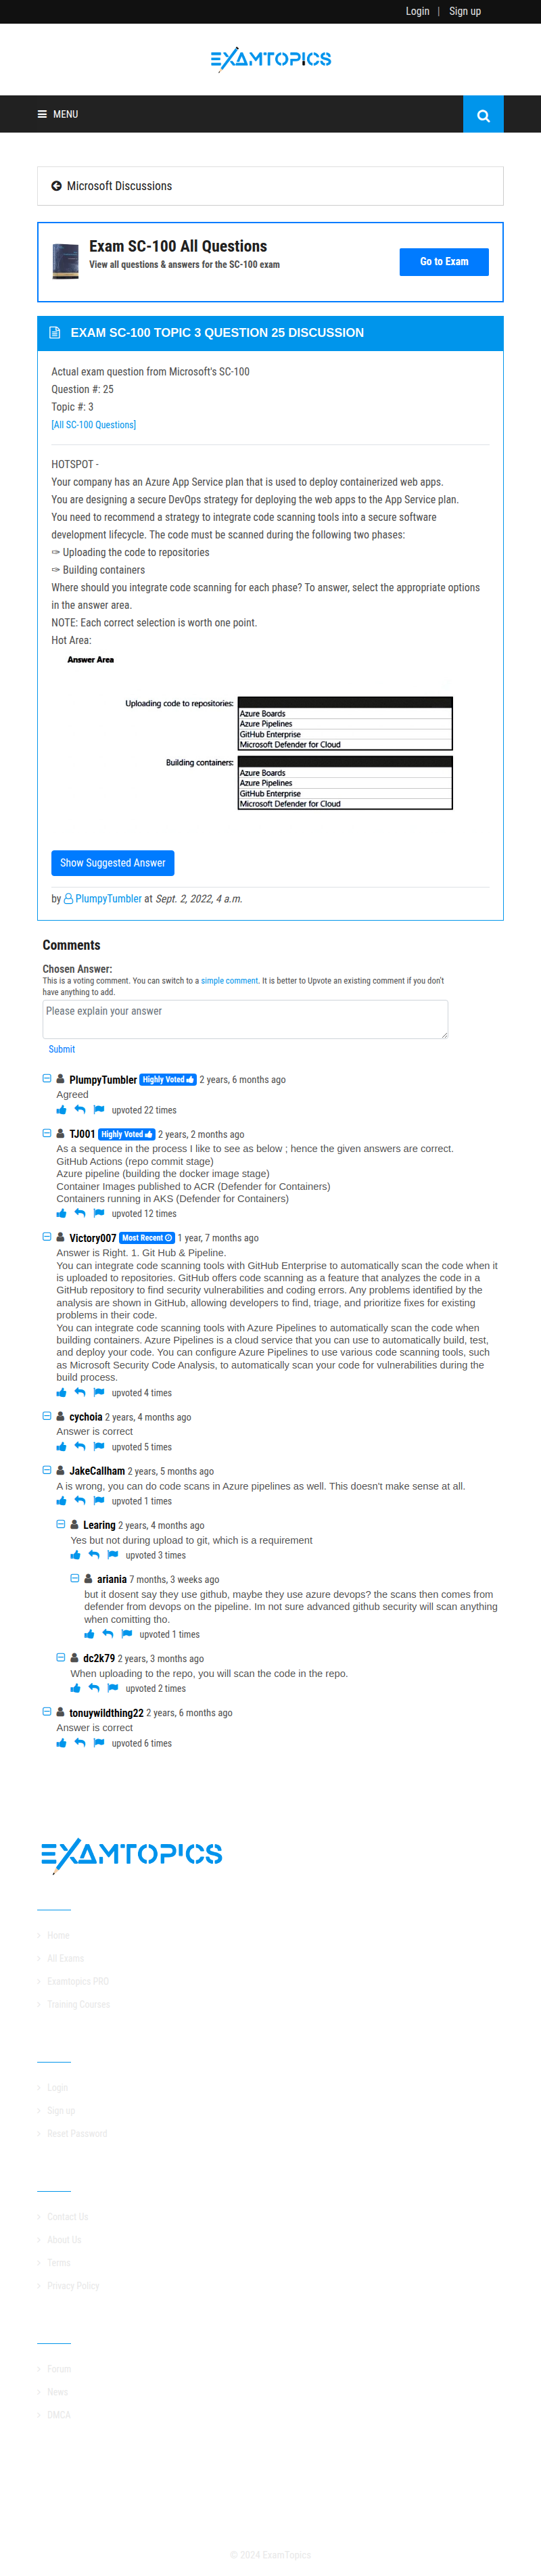 Login | Sign up
EXAMTOPICS
MENU
Microsoft Discussions
Exam SC-100 All Questions
View all questions & answers for the SC-100 exam
Go to Exam
EXAM SC-100 TOPIC 3 QUESTION 25 DISCUSSION
Actual exam question from Microsoft's SC-100
Question #: 25
Topic #: 3
[All SC-100 Questions]
HOTSPOT -
Your company has an Azure App Service plan that is used to deploy containerized web apps.
You are designing a secure DevOps strategy for deploying the web apps to the App Service plan.
You need to recommend a strategy to integrate code scanning tools into a secure software
development lifecycle. The code must be scanned during the following two phases:
✑ Uploading the code to repositories
✑ Building containers
Where should you integrate code scanning for each phase? To answer, select the appropriate options
in the answer area.
NOTE: Each correct selection is worth one point.
Hot Area:
Answer Area
Uploading code to repositories:
Azure Boards
Azure Pipelines
GitHub Enterprise
Microsoft Defender for Cloud
Building containers:
Azure Boards
Azure Pipelines
GitHub Enterprise
Microsoft Defender for Cloud
Show Suggested Answer
by PlumpyTumbler at Sept. 2, 2022, 4 a.m.
Comments
Chosen Answer:
This is a voting comment. You can switch to a simple comment. It is better to Upvote an existing comment if you don't
have anything to add.
Please explain your answer
Submit
PlumpyTumbler Highly Voted 2 years, 6 months ago
Agreed
upvoted 22 times
TJ001 Highly Voted 2 years, 2 months ago
As a sequence in the process I like to see as below ; hence the given answers are correct.
GitHub Actions (repo commit stage)
Azure pipeline (building the docker image stage)
Container Images published to ACR (Defender for Containers)
Containers running in AKS (Defender for Containers)
upvoted 12 times
Victory007 Most Recent 1 year, 7 months ago
Answer is Right. 1. Git Hub & Pipeline.
You can integrate code scanning tools with GitHub Enterprise to automatically scan the code when it
is uploaded to repositories. GitHub offers code scanning as a feature that analyzes the code in a
GitHub repository to find security vulnerabilities and coding errors. Any problems identified by the
analysis are shown in GitHub, allowing developers to find, triage, and prioritize fixes for existing
problems in their code.
You can integrate code scanning tools with Azure Pipelines to automatically scan the code when
building containers. Azure Pipelines is a cloud service that you can use to automatically build, test,
and deploy your code. You can configure Azure Pipelines to use various code scanning tools, such
as Microsoft Security Code Analysis, to automatically scan your code for vulnerabilities during the
build process.
upvoted 4 times
cychoia 2 years, 4 months ago
Answer is correct
upvoted 5 times
JakeCallham 2 years, 5 months ago
A is wrong, you can do code scans in Azure pipelines as well. This doesn't make sense at all.
upvoted 1 times
Learing 2 years, 4 months ago
Yes but not during upload to git, which is a requirement
upvoted 3 times
ariania 7 months, 3 weeks ago
but it dosent say they use github, maybe they use azure devops? the scans then comes from
defender from devops on the pipeline. Im not sure advanced github security will scan anything
when comitting tho.
upvoted 1 times
dc2k79 2 years, 3 months ago
When uploading to the repo, you will scan the code in the repo.
upvoted 2 times
tonuywildthing22 2 years, 6 months ago
Answer is correct
upvoted 6 times
EXAMTOPICS
Home
All Exams
Examtopics PRO
Training Courses
Login
Sign up
Reset Password
Contact Us
About Us
Terms
Privacy Policy
Forum
News
DMCA
© 2024 ExamTopics